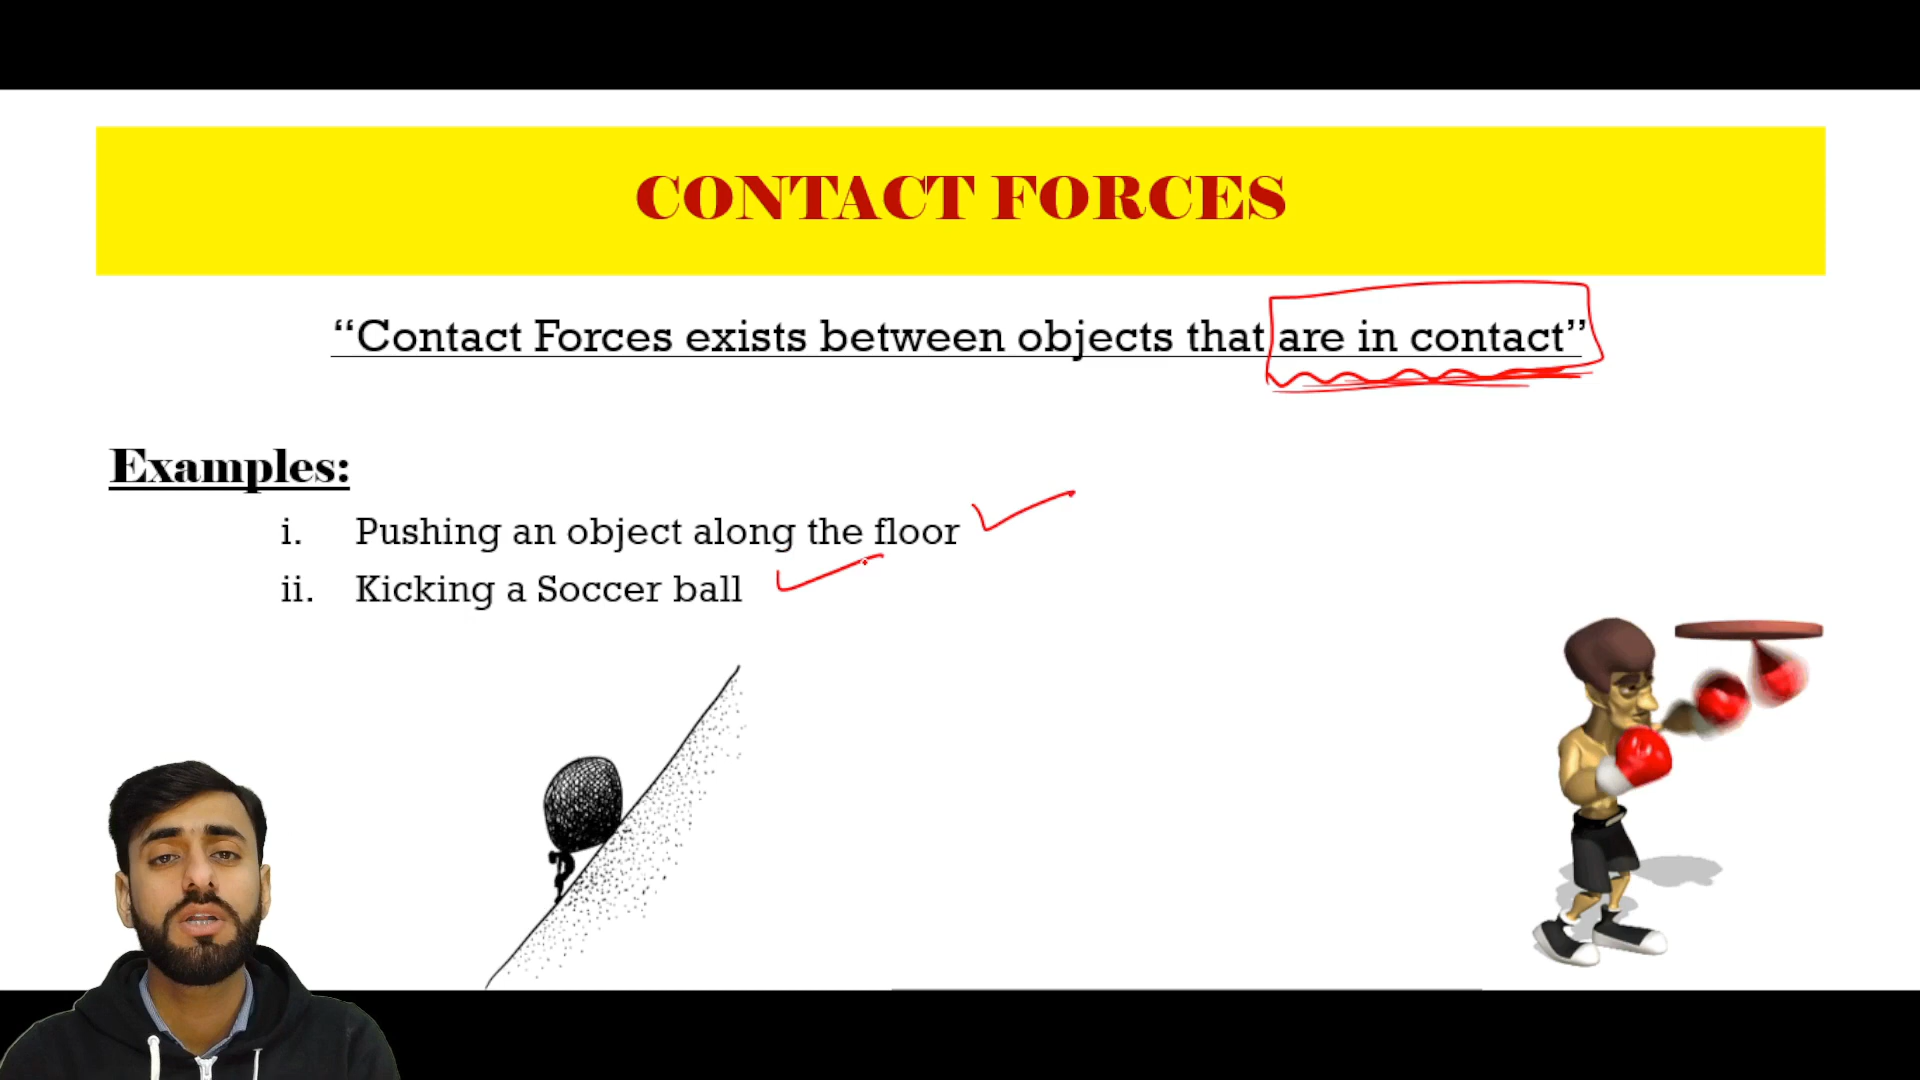 CONTACT FORCES
“Contact Forces exists between objects that are in contact”
Examples:
i. Pushing an object along the floor
ii. Kicking a Soccer ball